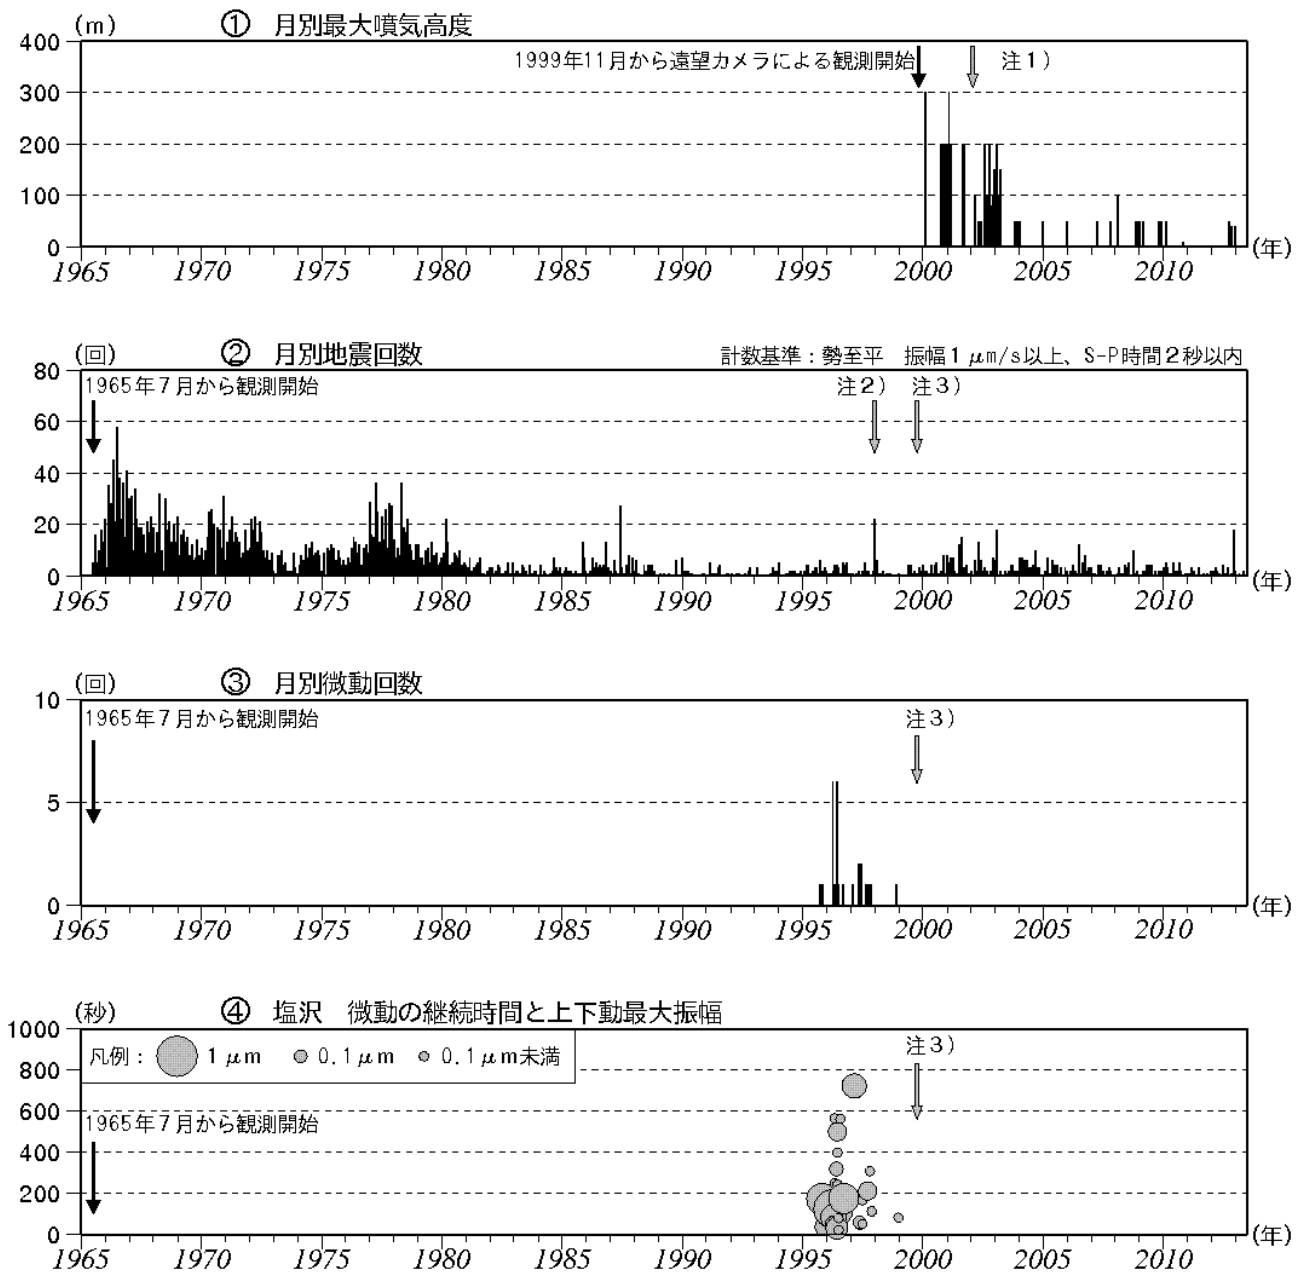 (m) ① 月別最大噴気高度
400
1999年11月から遠望カメラによる観測開始 注1)
300
200
100
0
1965 1970 1975 1980 1985 1990 1995 2000 2005 2010 (年)
(回) ② 月別地震回数 計数基準：勢至平 振幅1μm/s以上、S-P時間2秒以内
80
1965年7月から観測開始 注2) 注3)
60
40
20
0
1965 1970 1975 1980 1985 1990 1995 2000 2005 2010 (年)
(回) ③ 月別微動回数
10
1965年7月から観測開始 注3)
5
0
1965 1970 1975 1980 1985 1990 1995 2000 2005 2010 (年)
(秒) ④ 塩沢 微動の継続時間と上下動最大振幅
1000
凡例： 1μm 0.1μm 0.1μm未満 注3)
800
600
1965年7月から観測開始
400
200
0
1965 1970 1975 1980 1985 1990 1995 2000 2005 2010 (年)